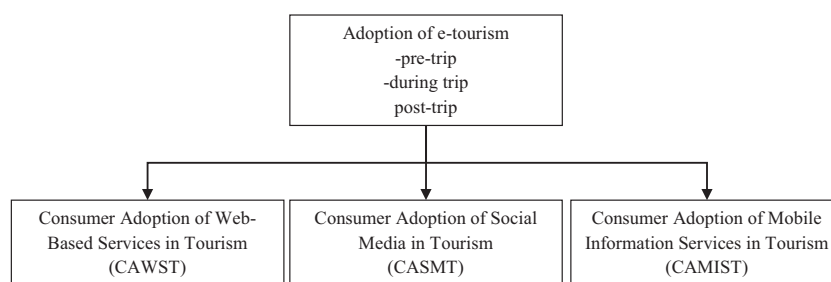 Adoption of e-tourism
-pre-trip
-during trip
post-trip
Consumer Adoption of Web-
Based Services in Tourism
(CAWST)
Consumer Adoption of Social
Media in Tourism
(CASMT)
Consumer Adoption of Mobile
Information Services in Tourism
(CAMIST)